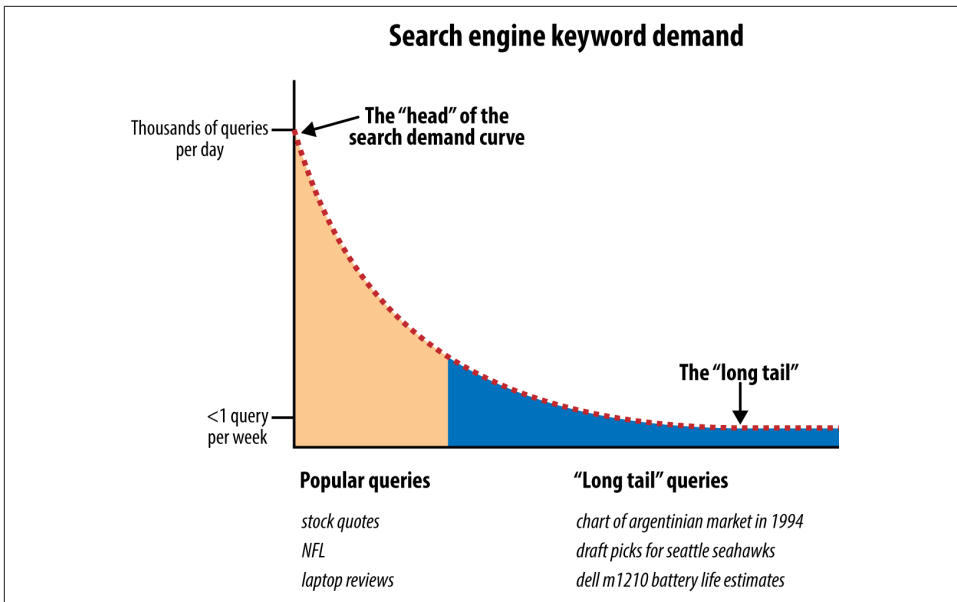 Search engine keyword demand
The “head” of the
search demand curve
Thousands of queries
per day
The “long tail”
<1 query
per week
Popular queries
stock quotes
NFL
laptop reviews
“Long tail” queries
chart of argentinian market in 1994
draft picks for seattle seahawks
dell m1210 battery life estimates